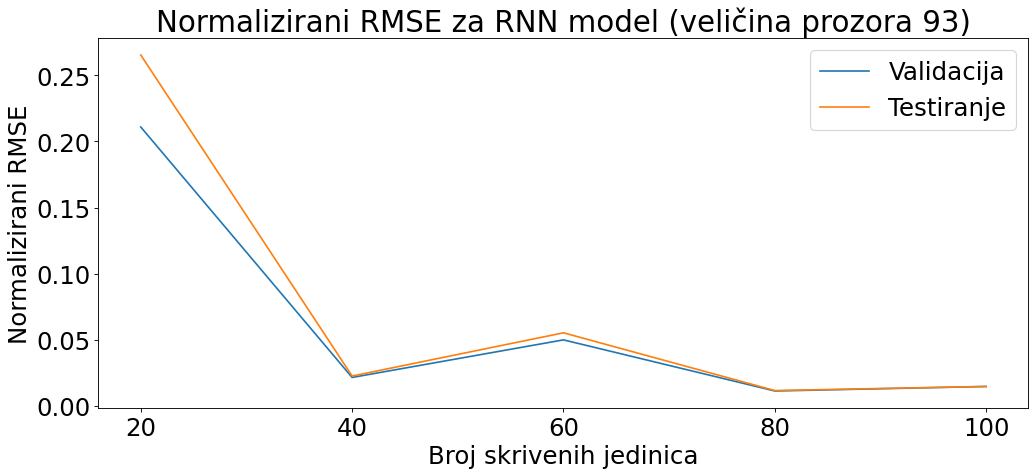 Normalizirani RMSE za RNN model (veličina prozora 93)
Validacija
Testiranje
Normalizirani RMSE
0.25
0.20
0.15
0.10
0.05
0.00
20 40 60 80 100
Broj skrivenih jedinica